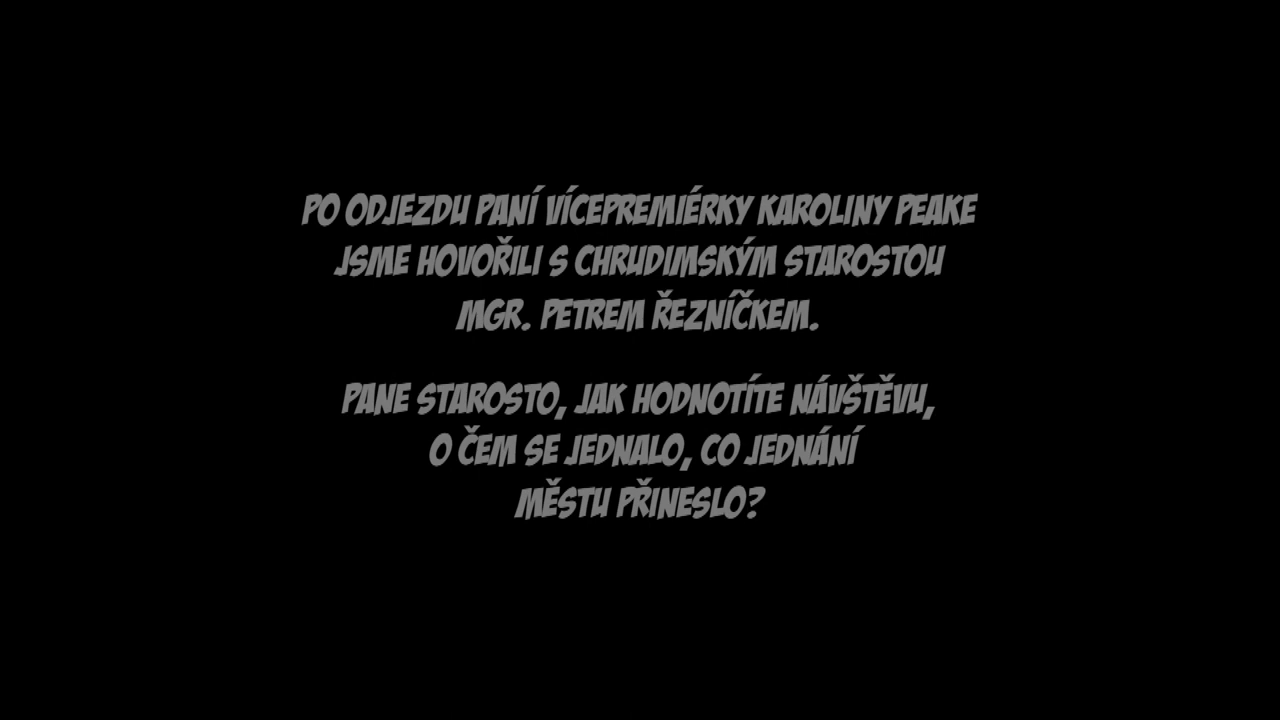 PO ODJEZDU PANÍ VÍCEPREMIÉRKY KAROLINY PEAKE
JSME HOVOŘILI S CHRUDIMSKÝM STAROSTOU
MGR. PETREM ŘEZNÍČKEM.
PANE STAROSTO, JAK HODNOTÍTE NÁVŠTĚVU,
O ČEM SE JEDNALO, CO JEDNÁNÍ
MĚSTU PŘINESLO?